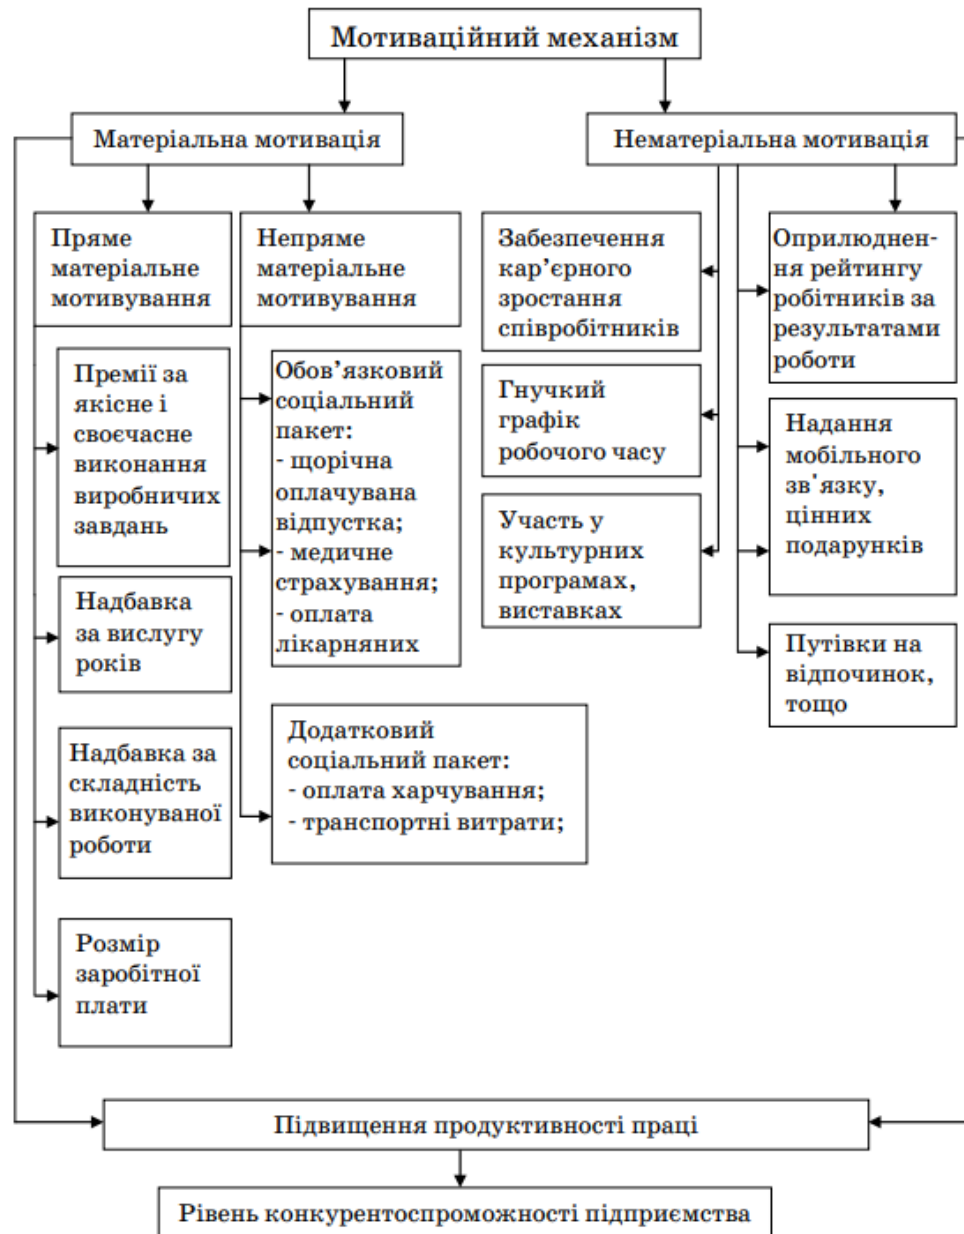 Мотиваційний механізм
Матеріальна мотивація
Нематеріальна мотивація
Пряме
матеріальне
мотивування
Непряме
матеріальне
мотивування
Забезпечення
кар’єрного
зростання
співробітників
Оприлюднен-
ня рейтингу
робітників за
результатами
роботи
Премії за
якісне і
своєчасне
виконання
виробничих
завдань
Обов’язковий
соціальний
пакет:
- щорічна
оплачувана
відпустка;
- медичне
страхування;
- оплата
лікарняних
Гнучкий
графік
робочого часу
Надання
мобільного
зв᾿язку,
цінних
подарунків
Участь у
культурних
програмах,
виставках
Надбавка
за вислугу
років
Путівки на
відпочинок,
тощо
Надбавка за
складність
виконуваної
роботи
Додатковий
соціальний пакет:
- оплата харчування;
- транспортні витрати;
Розмір
заробітної
плати
Підвищення продуктивності праці
Рівень конкурентоспроможності підприємства